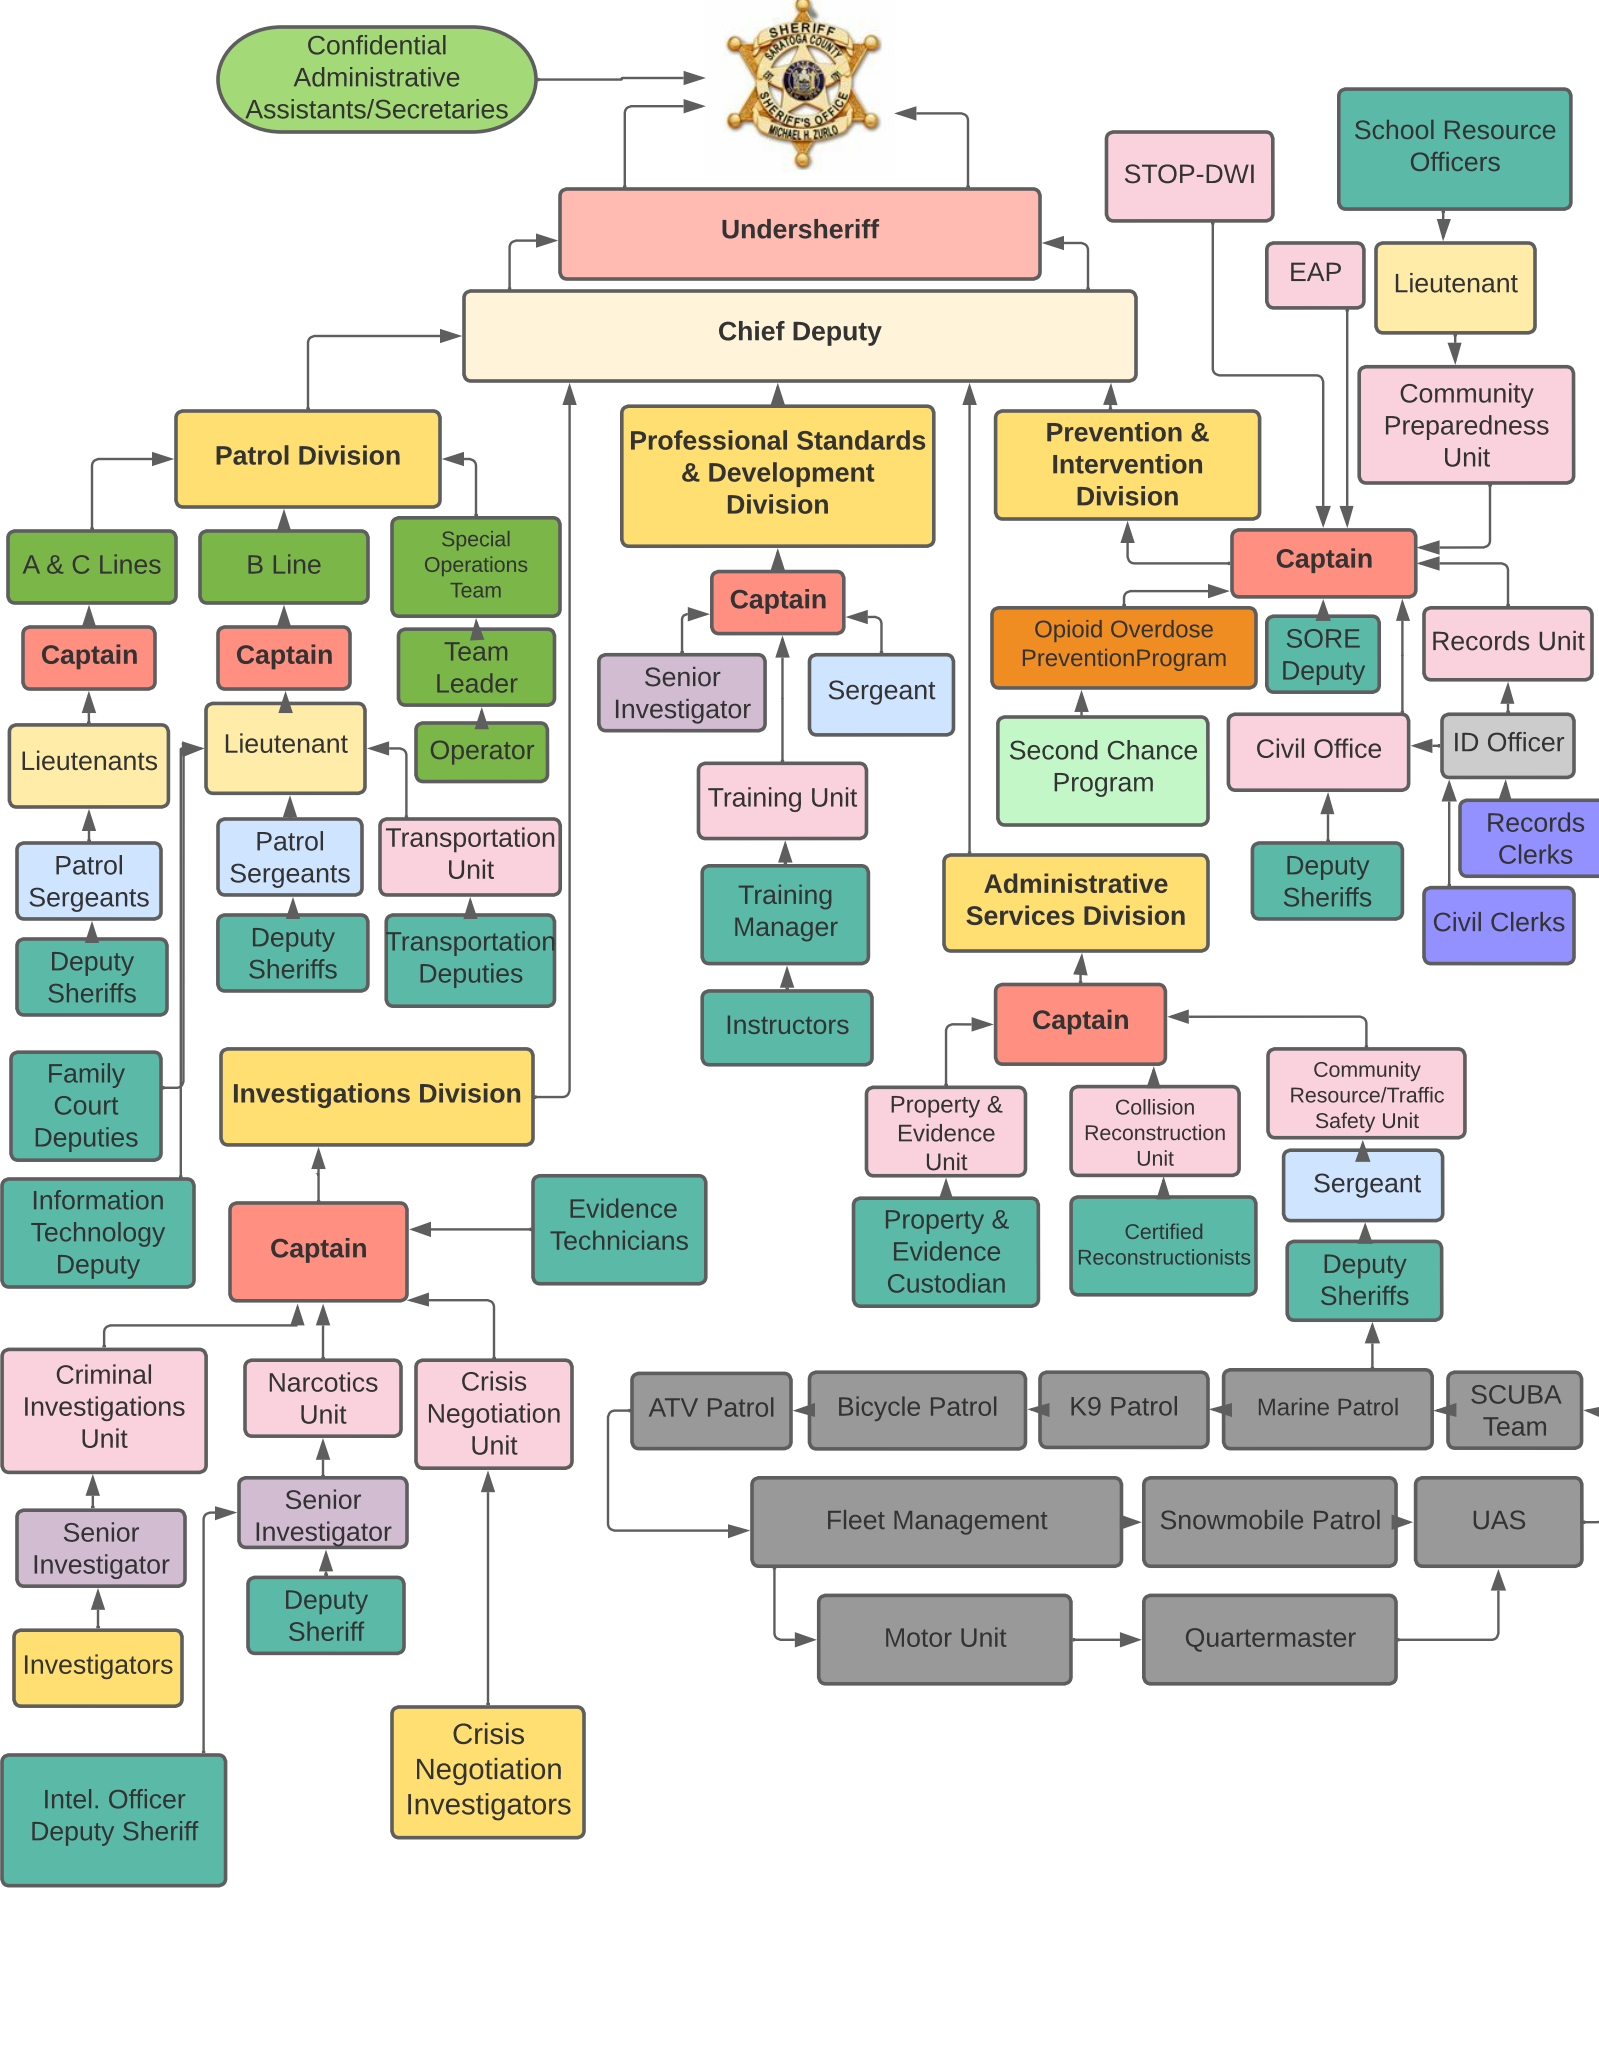 Confidential
Administrative
Assistants/Secretaries
SHERIFF
SARATOGA COUNTY
SHERIFF'S OFFICE
MICHAEL H. ZURLO
School Resource
Officers
STOP-DWI
Undersheriff
EAP
Lieutenant
Chief Deputy
Community
Preparedness
Unit
Patrol Division
Professional Standards
& Development
Division
Prevention &
Intervention
Division
A & C Lines
B Line
Special
Operations
Team
Captain
Captain
Captain
Captain
Team
Leader
Senior
Investigator
Sergeant
Opioid Overdose
PreventionProgram
SORE
Deputy
Records Unit
Lieutenants
Lieutenant
Operator
Second Chance
Program
Civil Office
ID Officer
Training Unit
Patrol
Sergeants
Patrol
Sergeants
Transportation
Unit
Records
Clerks
Training
Manager
Administrative
Services Division
Deputy
Sheriffs
Civil Clerks
Deputy
Sheriffs
Deputy
Sheriffs
Transportation
Deputies
Instructors
Captain
Family
Court
Deputies
Investigations Division
Property &
Evidence
Unit
Collision
Reconstruction
Unit
Community
Resource/Traffic
Safety Unit
Information
Technology
Deputy
Captain
Evidence
Technicians
Property &
Evidence
Custodian
Certified
Reconstructionists
Sergeant
Deputy
Sheriffs
Criminal
Investigations
Unit
Narcotics
Unit
Crisis
Negotiation
Unit
ATV Patrol
Bicycle Patrol
K9 Patrol
Marine Patrol
SCUBA
Team
Senior
Investigator
Senior
Investigator
Fleet Management
Snowmobile Patrol
UAS
Investigators
Deputy
Sheriff
Motor Unit
Quartermaster
Intel. Officer
Deputy Sheriff
Crisis
Negotiation
Investigators